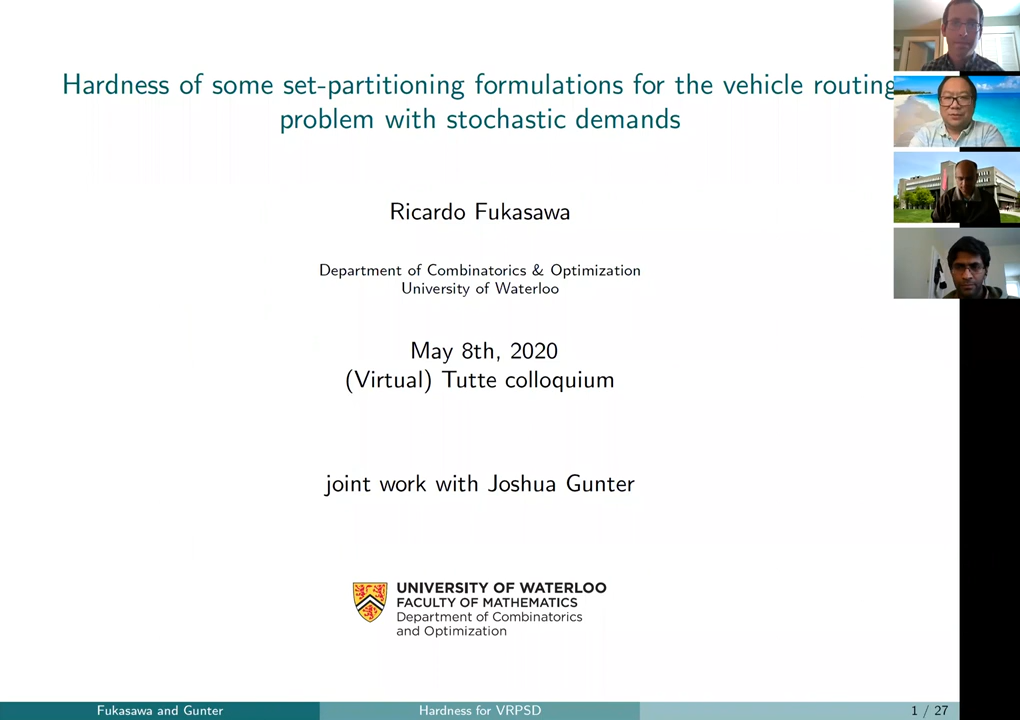 Hardness of some set-partitioning formulations for the vehicle routing
problem with stochastic demands
Ricardo Fukasawa
Department of Combinatorics & Optimization
University of Waterloo
May 8th, 2020
(Virtual) Tutte colloquium
joint work with Joshua Gunter
UNIVERSITY OF WATERLOO
FACULTY OF MATHEMATICS
Department of Combinatorics
and Optimization
Fukasawa and Gunter
Hardness for VRPSD
1 / 27